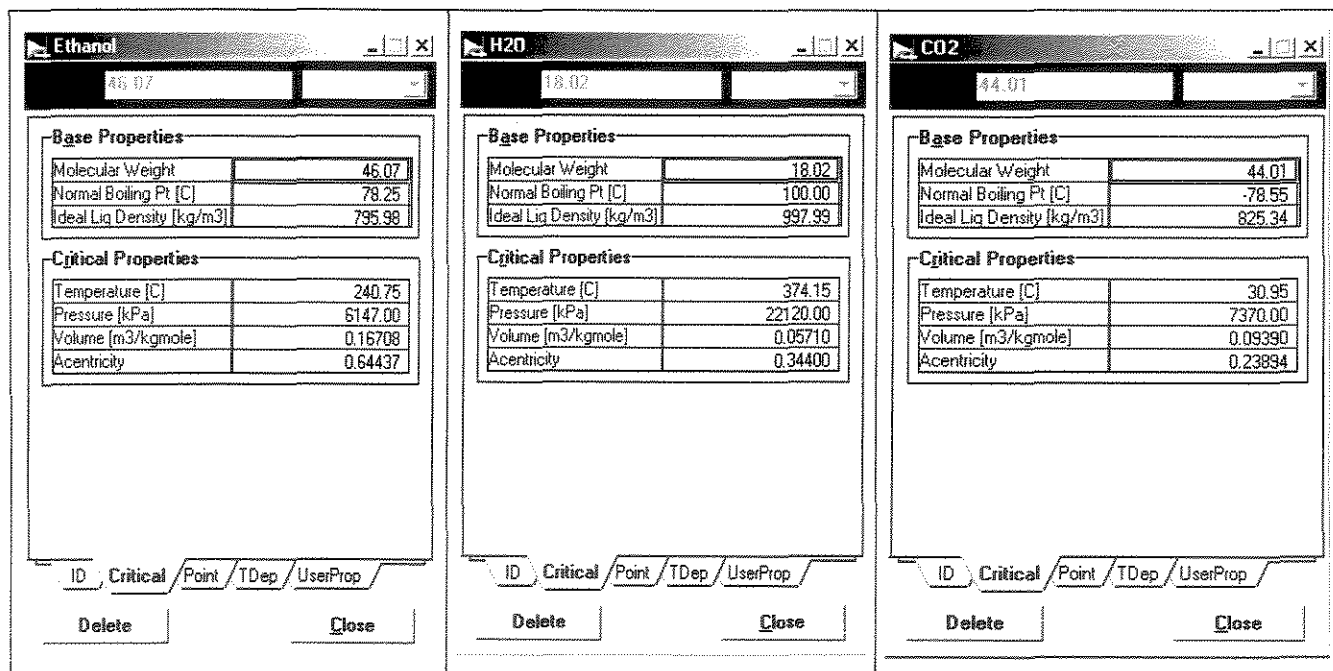 Ethanol
46.07
Base Properties
Molecular Weight 46.07
Normal Boiling Pt [C] 78.25
Ideal Liq Density [kg/m3] 795.98
Critical Properties
Temperature [C] 240.75
Pressure [kPa] 6147.00
Volume [m3/kgmole] 0.16708
Acentricity 0.64437
ID Critical Point TDep UserProp
Delete Close
H2O
18.02
Base Properties
Molecular Weight 18.02
Normal Boiling Pt [C] 100.00
Ideal Liq Density [kg/m3] 997.99
Critical Properties
Temperature [C] 374.15
Pressure [kPa] 22120.00
Volume [m3/kgmole] 0.05710
Acentricity 0.34400
ID Critical Point TDep UserProp
Delete Close
CO2
44.01
Base Properties
Molecular Weight 44.01
Normal Boiling Pt [C] -78.55
Ideal Liq Density [kg/m3] 825.34
Critical Properties
Temperature [C] 30.95
Pressure [kPa] 7370.00
Volume [m3/kgmole] 0.09390
Acentricity 0.23894
ID Critical Point TDep UserProp
Delete Close